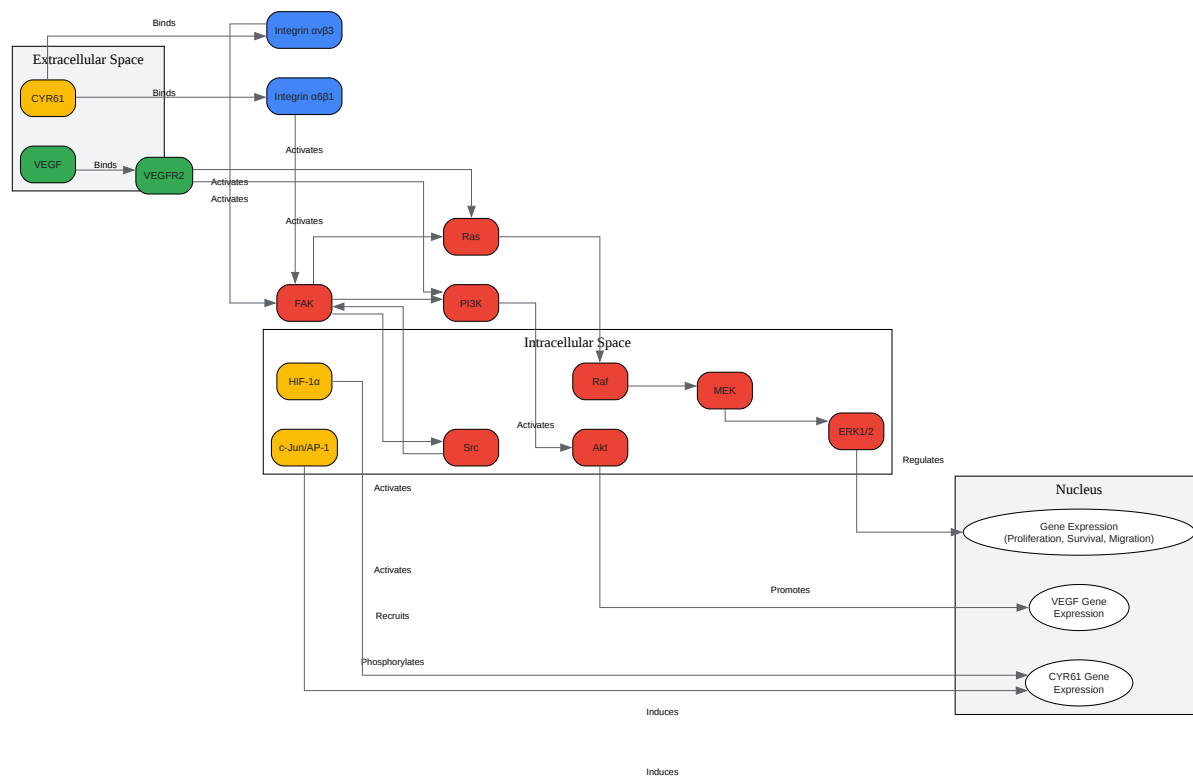 Binds
Integrin αvβ3
Extracellular Space
CYR61
Binds
Integrin α6β1
Activates
VEGF
Binds
VEGFR2
Activates
Activates
Activates
Ras
FAK
PI3K
Intracellular Space
HIF-1α
Raf
MEK
Activates
c-Jun/AP-1
Src
Akt
ERK1/2
Regulates
Activates
Nucleus
Gene Expression
(Proliferation, Survival, Migration)
Activates
Promotes
VEGF Gene
Expression
Recruits
Phosphorylates
CYR61 Gene
Expression
Induces
Induces